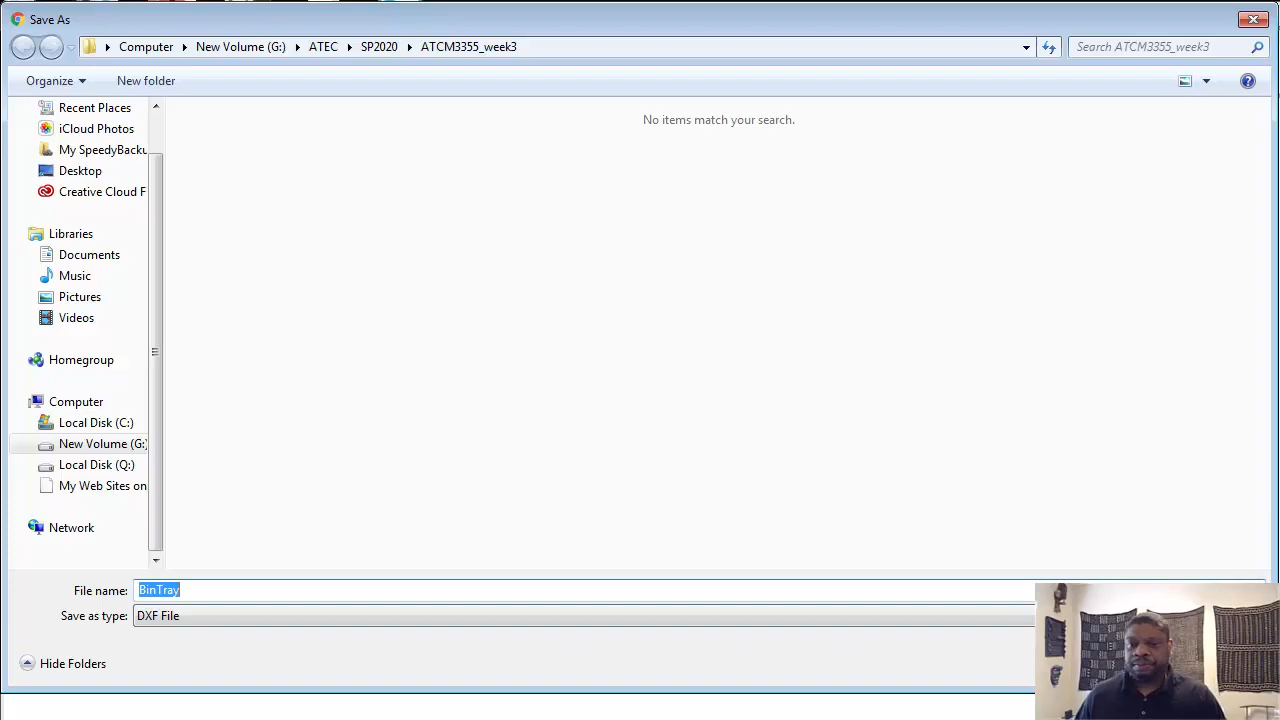 Save As
Computer New Volume (G:) ATEC SP2020 ATCM3355_week3 Search ATCM3355_week3
Organize New folder
Recent Places
No items match your search.
iCloud Photos
My SpeedyBacku
Desktop
Creative Cloud F
Libraries
Documents
Music
Pictures
Videos
Homegroup
Computer
Local Disk (C:)
New Volume (G:)
Local Disk (Q:)
My Web Sites on
Network
File name: BinTray
Save as type: DXF File
Hide Folders